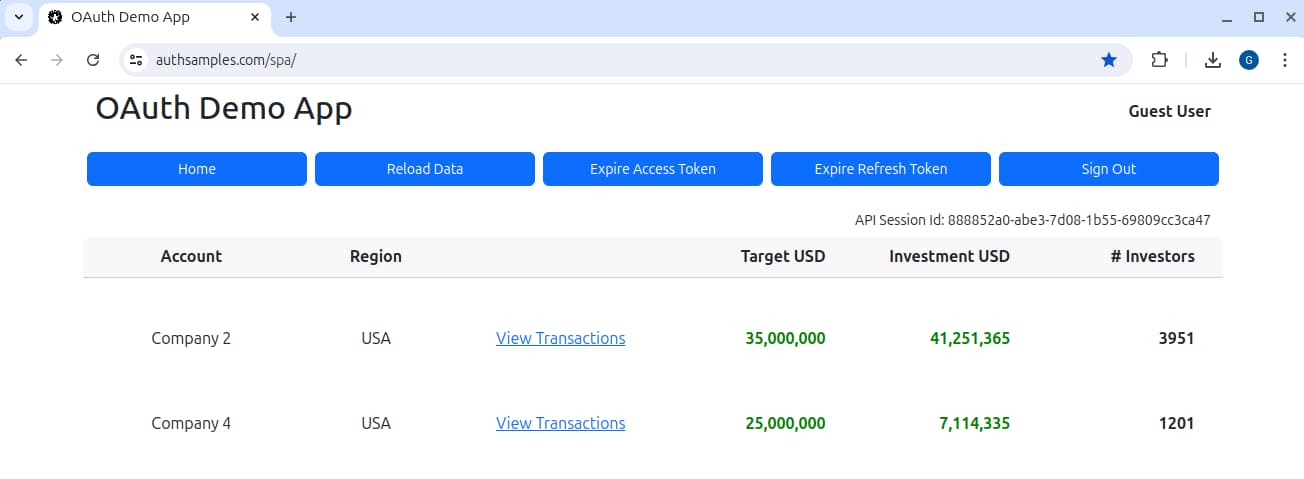 OAuth Demo App
authsamples.com/spa/
G
OAuth Demo App
Guest User
Home Reload Data Expire Access Token Expire Refresh Token Sign Out
API Session Id: 888852a0-abe3-7d08-1b55-69809cc3ca47
Account Region Target USD Investment USD # Investors
Company 2 USA View Transactions 35,000,000 41,251,365 3951
Company 4 USA View Transactions 25,000,000 7,114,335 1201